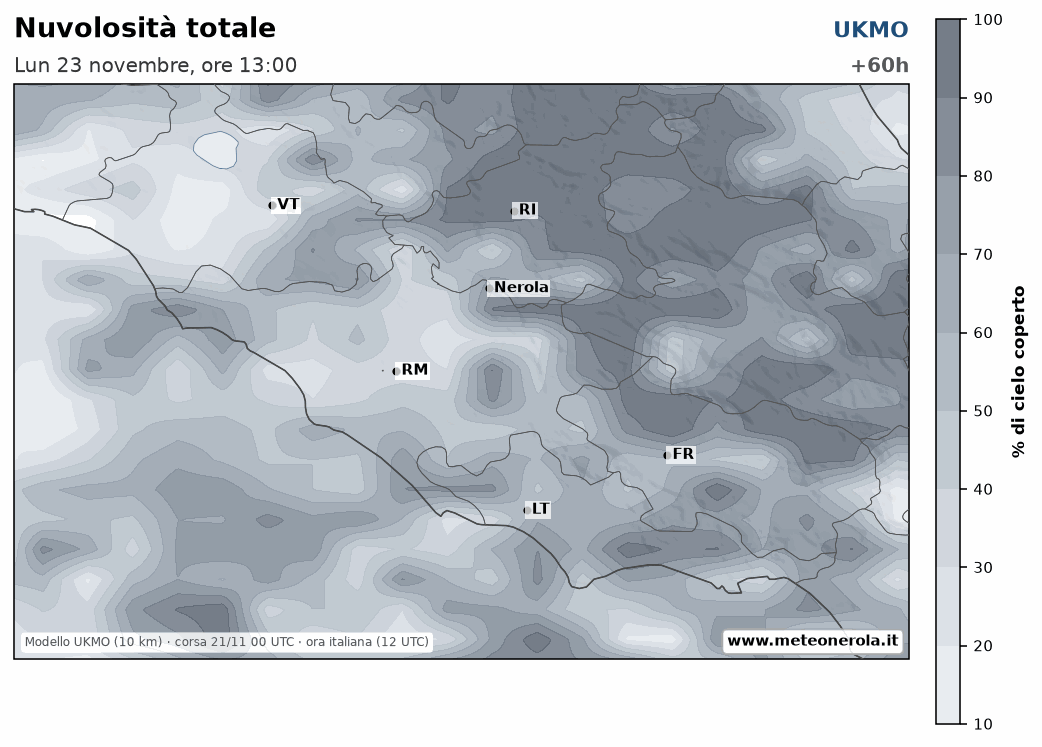 Nuvolosità totale
UKMO
Lun 23 novembre, ore 13:00
+60h
100
90
80
70
60
50
40
30
20
10
% di cielo coperto
VT
RI
Nerola
RM
FR
LT
Modello UKMO (10 km) · corsa 21/11 00 UTC · ora italiana (12 UTC)
www.meteonerola.it